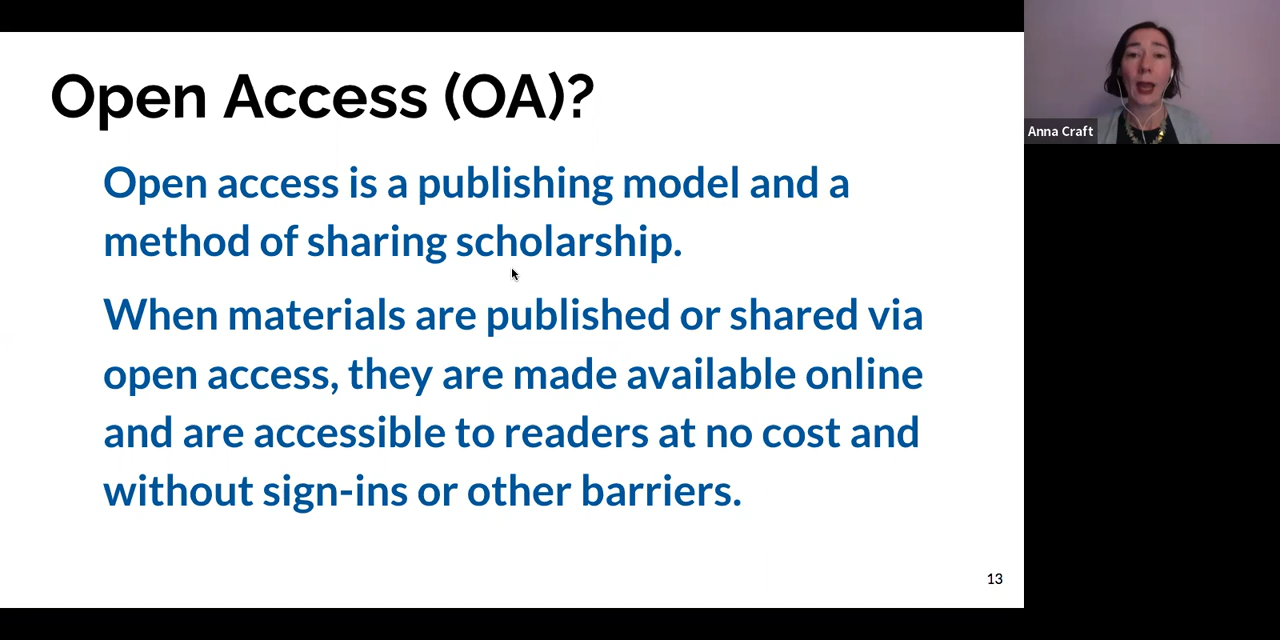 Open Access (OA)?
Open access is a publishing model and a
method of sharing scholarship.
When materials are published or shared via
open access, they are made available online
and are accessible to readers at no cost and
without sign-ins or other barriers.
13
Anna Craft